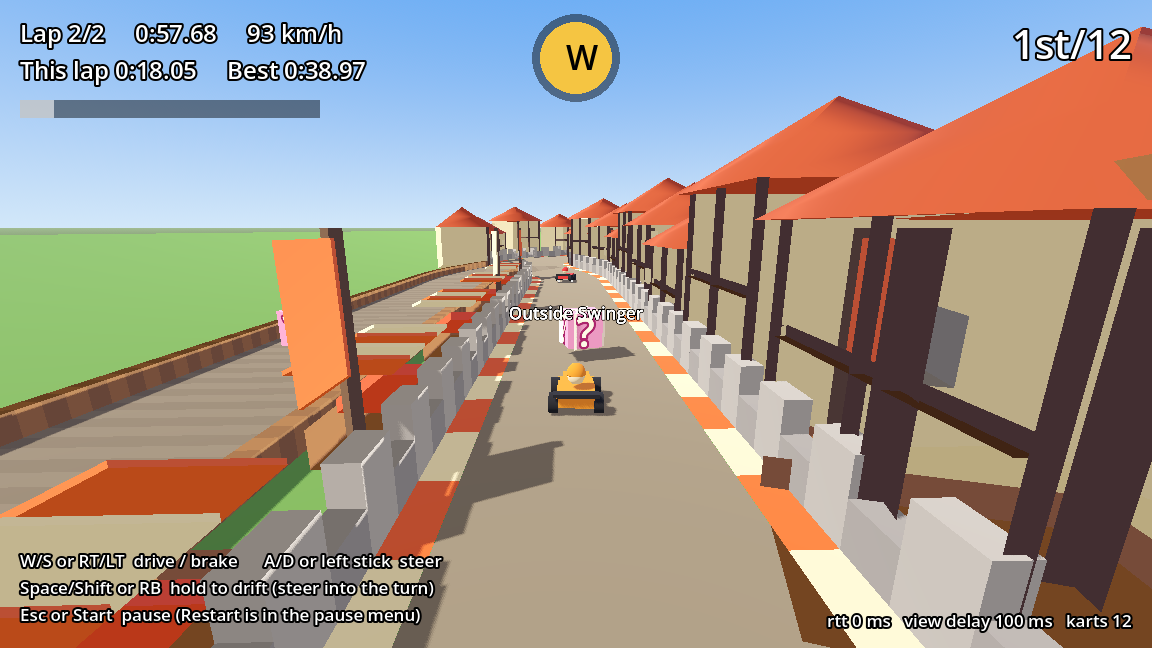 Lap 2/2 0:57.68 93 km/h
This lap 0:18.05 Best 0:38.97
W
1st/12
Outside Swinger
?
W/S or RT/LT drive / brake A/D or left stick steer
Space/Shift or RB hold to drift (steer into the turn)
Esc or Start pause (Restart is in the pause menu)
rtt 0 ms view delay 100 ms karts 12